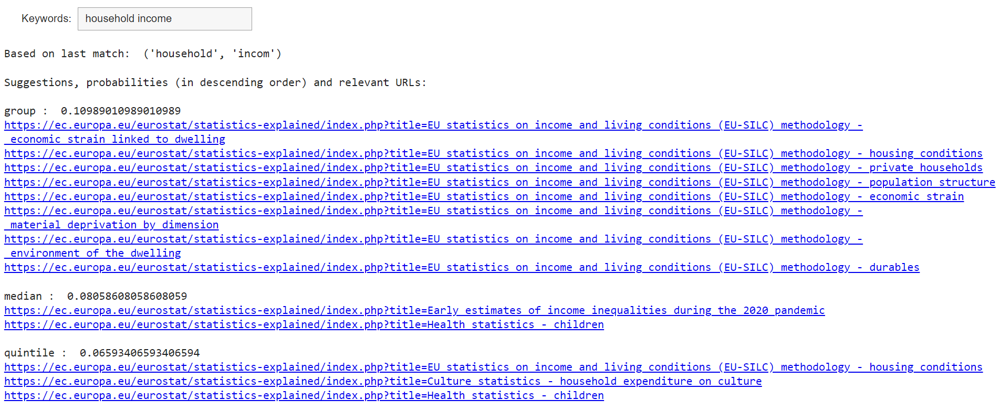 Keywords: household income
Based on last match:  ('household', 'incom')
Suggestions, probabilities (in descending order) and relevant URLs:
group :  0.10989010989010989
https://ec.europa.eu/eurostat/statistics-explained/index.php?title=EU_statistics_on_income_and_living_conditions_(EU-SILC)_methodology_-
_economic_strain_linked_to_dwelling
https://ec.europa.eu/eurostat/statistics-explained/index.php?title=EU_statistics_on_income_and_living_conditions_(EU-SILC)_methodology_-_housing_conditions
https://ec.europa.eu/eurostat/statistics-explained/index.php?title=EU_statistics_on_income_and_living_conditions_(EU-SILC)_methodology_-_private_households
https://ec.europa.eu/eurostat/statistics-explained/index.php?title=EU_statistics_on_income_and_living_conditions_(EU-SILC)_methodology_-_population_structure
https://ec.europa.eu/eurostat/statistics-explained/index.php?title=EU_statistics_on_income_and_living_conditions_(EU-SILC)_methodology_-_economic_strain
https://ec.europa.eu/eurostat/statistics-explained/index.php?title=EU_statistics_on_income_and_living_conditions_(EU-SILC)_methodology_-
_material_deprivation_by_dimension
https://ec.europa.eu/eurostat/statistics-explained/index.php?title=EU_statistics_on_income_and_living_conditions_(EU-SILC)_methodology_-
_environment_of_the_dwelling
https://ec.europa.eu/eurostat/statistics-explained/index.php?title=EU_statistics_on_income_and_living_conditions_(EU-SILC)_methodology_-_durables
median :  0.08058608058608059
https://ec.europa.eu/eurostat/statistics-explained/index.php?title=Early_estimates_of_income_inequalities_during_the_2020_pandemic
https://ec.europa.eu/eurostat/statistics-explained/index.php?title=Health_statistics_-_children
quintile :  0.06593406593406594
https://ec.europa.eu/eurostat/statistics-explained/index.php?title=EU_statistics_on_income_and_living_conditions_(EU-SILC)_methodology_-_housing_conditions
https://ec.europa.eu/eurostat/statistics-explained/index.php?title=Culture_statistics_-_household_expenditure_on_culture
https://ec.europa.eu/eurostat/statistics-explained/index.php?title=Health_statistics_-_children